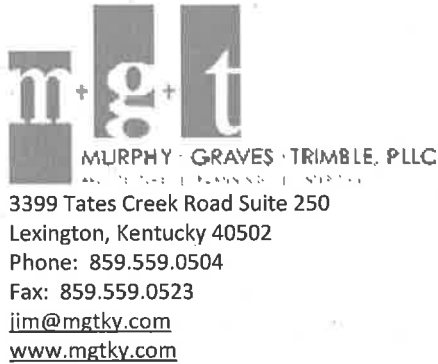 m+g+t
MURPHY · GRAVES · TRIMBLE, PLLC
3399 Tates Creek Road Suite 250
Lexington, Kentucky 40502
Phone: 859.559.0504
Fax: 859.559.0523
jim@mgtky.com
www.mgtky.com